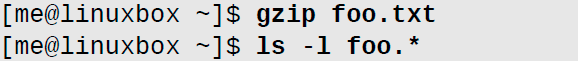 [me@linuxbox ~]$ gzip foo.txt
[me@linuxbox ~]$ ls -l foo.*